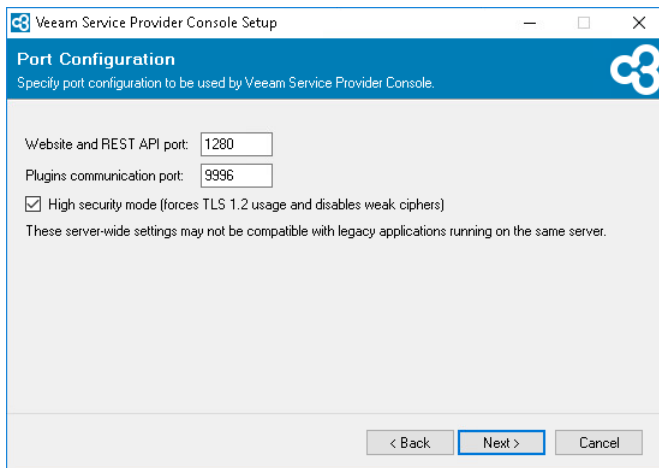 Veeam Service Provider Console Setup
Port Configuration
Specify port configuration to be used by Veeam Service Provider Console.
Website and REST API port: 1280
Plugins communication port: 9996
High security mode (forces TLS 1.2 usage and disables weak ciphers)
These server-wide settings may not be compatible with legacy applications running on the same server.
< Back Next > Cancel